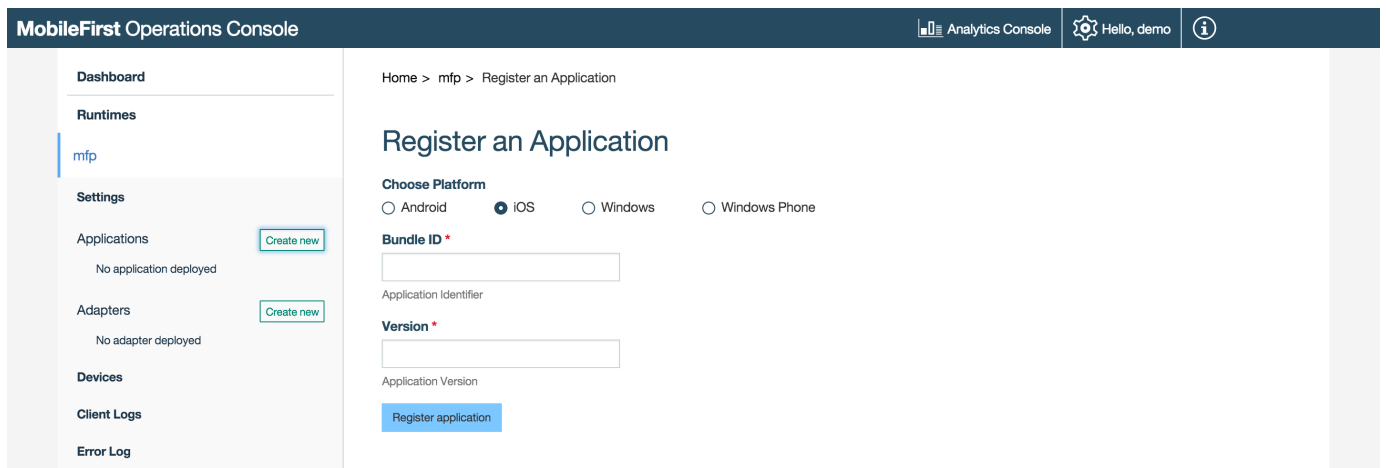 MobileFirst Operations Console
Analytics Console
Hello, demo
Dashboard
Runtimes
mfp
Settings
Applications
Create new
No application deployed
Adapters
Create new
No adapter deployed
Devices
Client Logs
Error Log
Home > mfp > Register an Application
Register an Application
Choose Platform
Android iOS Windows Windows Phone
Bundle ID *
Application Identifier
Version *
Application Version
Register application